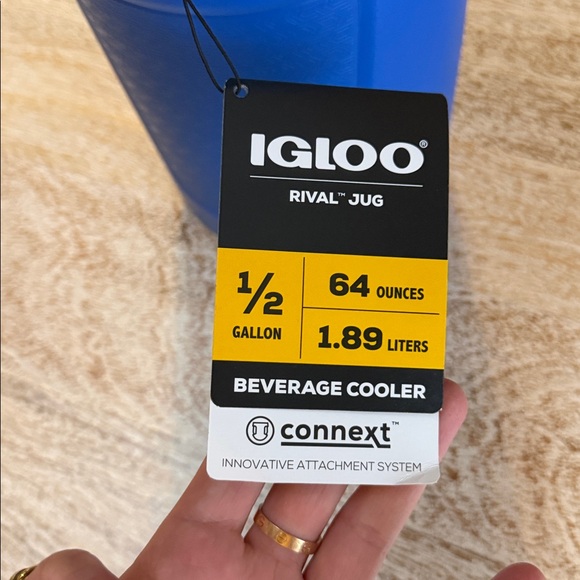 IGLOO®
RIVAL™ JUG
1/2
GALLON
64 OUNCES
1.89 LITERS
BEVERAGE COOLER
connext™
INNOVATIVE ATTACHMENT SYSTEM